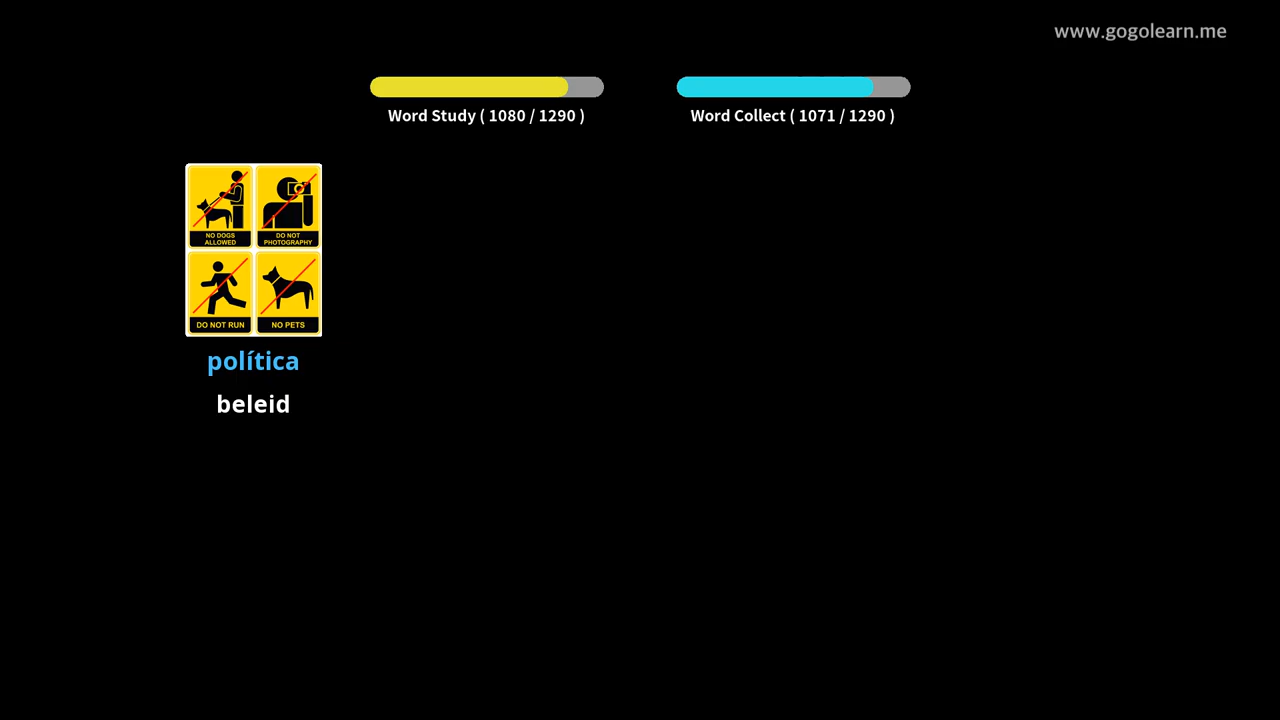 www.gogolearn.me
Word Study ( 1080 / 1290 )
Word Collect ( 1071 / 1290 )
NO DOGS
ALLOWED
DO NOT
PHOTOGRAPHY
DO NOT RUN
NO PETS
política
beleid